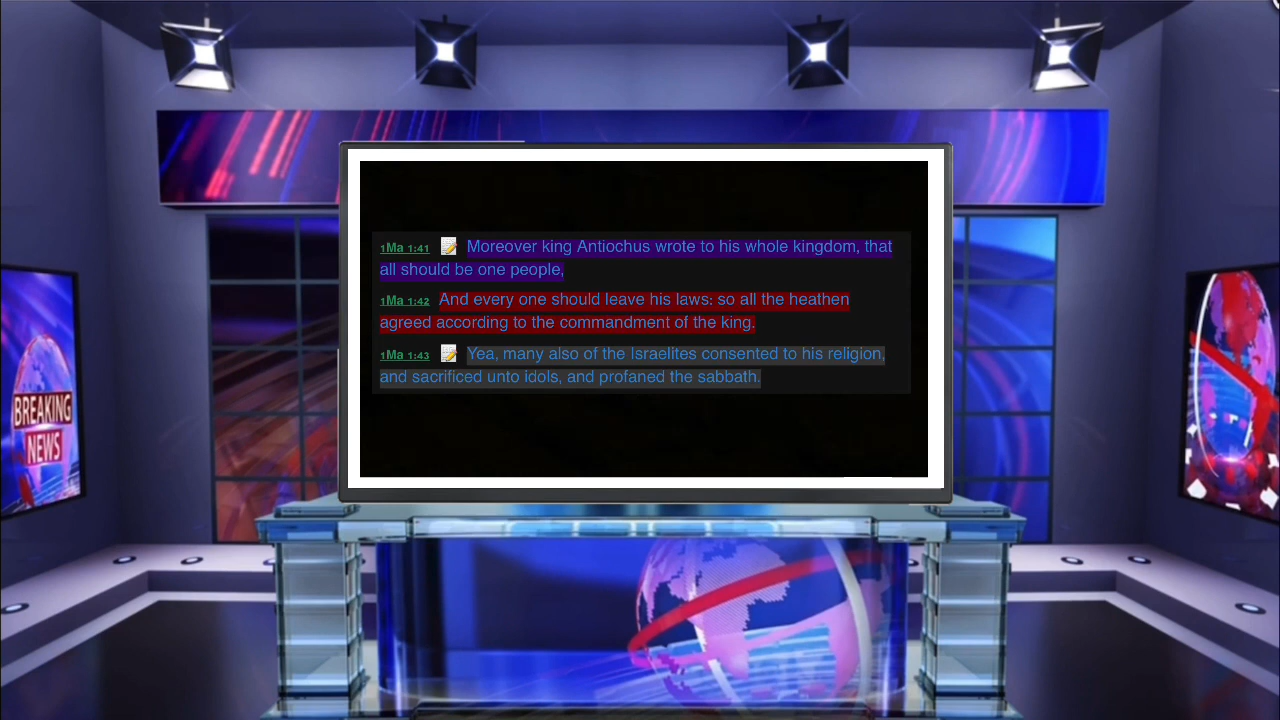 1Ma 1:41 Moreover king Antiochus wrote to his whole kingdom, that
all should be one people,
1Ma 1:42 And every one should leave his laws: so all the heathen
agreed according to the commandment of the king.
1Ma 1:43 Yea, many also of the Israelites consented to his religion,
and sacrificed unto idols, and profaned the sabbath.
BREAKING
NEWS